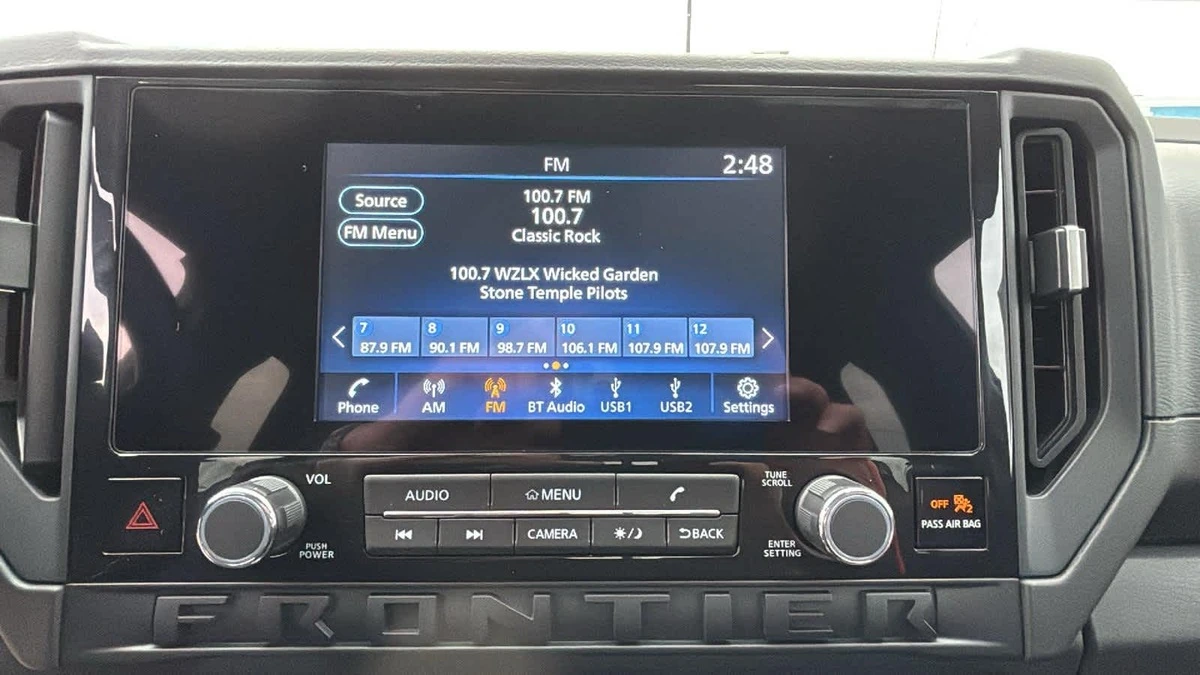 FM
2:48
Source
FM Menu
100.7 FM
100.7
Classic Rock
100.7 WZLX Wicked Garden
Stone Temple Pilots
7
87.9 FM
8
90.1 FM
9
98.7 FM
10
106.1 FM
11
107.9 FM
12
107.9 FM
Phone
AM
FM
BT Audio
USB1
USB2
Settings
VOL
PUSH
POWER
AUDIO
MENU
CAMERA
BACK
TUNE
SCROLL
ENTER
SETTING
OFF
2
PASS AIR BAG
FRONTIER